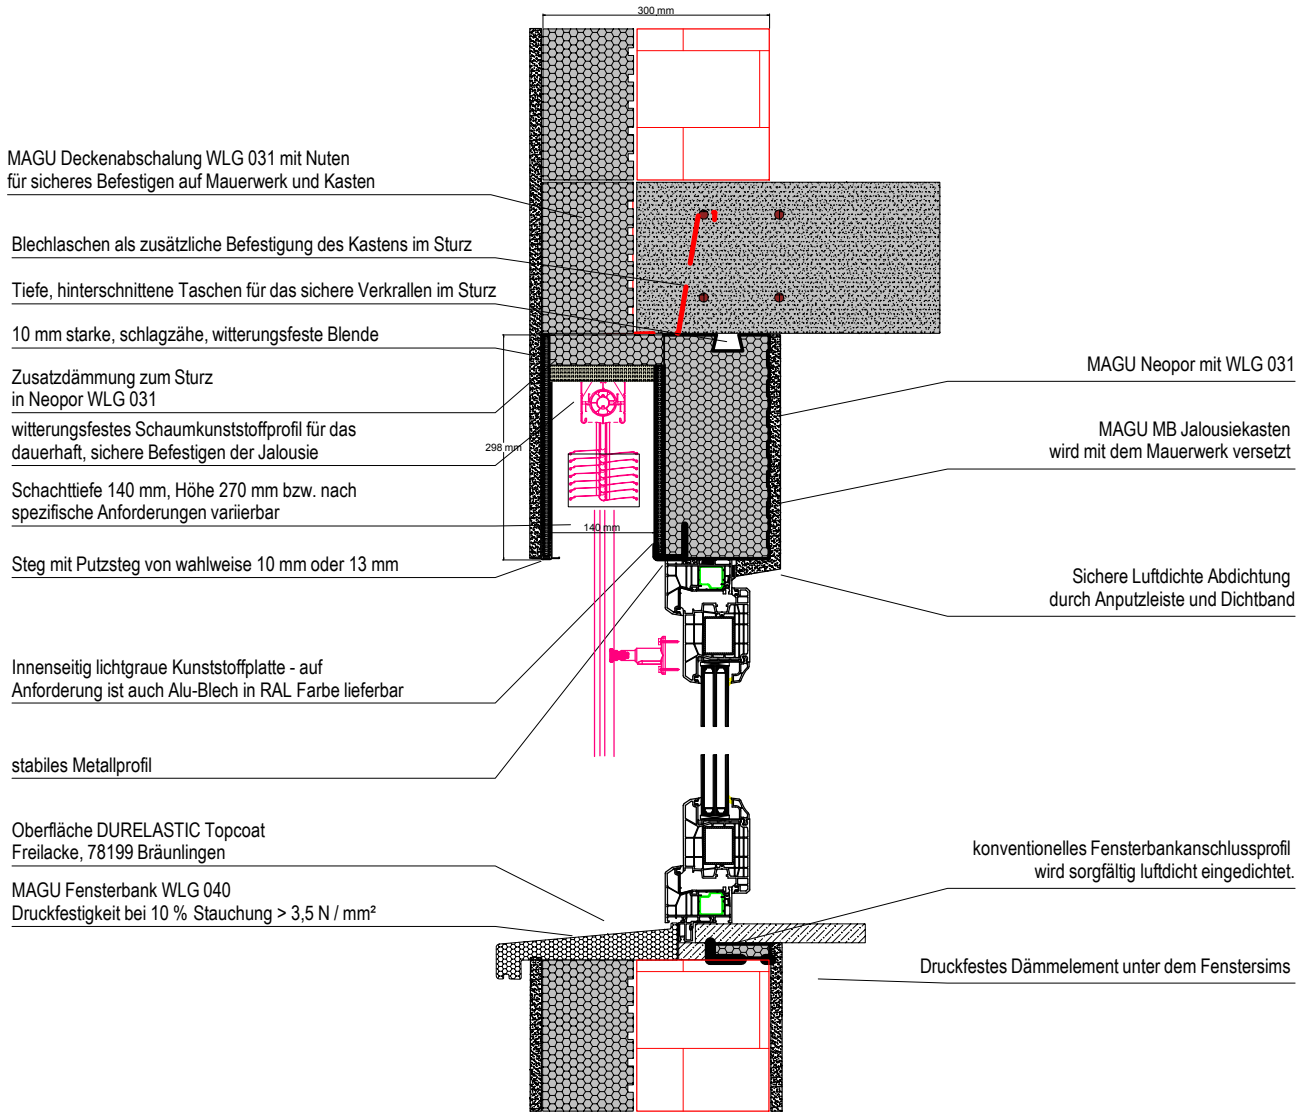 300 mm
MAGU Deckenabschalung WLG 031 mit Nuten
für sicheres Befestigen auf Mauerwerk und Kasten
Blechlaschen als zusätzliche Befestigung des Kastens im Sturz
Tiefe, hinterschnittene Taschen für das sichere Verkrallen im Sturz
10 mm starke, schlagzähe, witterungsfeste Blende
Zusatzdämmung zum Sturz
in Neopor WLG 031
witterungsfestes Schaumkunststoffprofil für das
dauerhaft, sichere Befestigen der Jalousie
298 mm
Schachttiefe 140 mm, Höhe 270 mm bzw. nach
spezifische Anforderungen variierbar
140 mm
Steg mit Putzsteg von wahlweise 10 mm oder 13 mm
Innenseitig lichtgraue Kunststoffplatte - auf
Anforderung ist auch Alu-Blech in RAL Farbe lieferbar
stabiles Metallprofil
Oberfläche DURELASTIC Topcoat
Freilacke, 78199 Bräunlingen
MAGU Fensterbank WLG 040
Druckfestigkeit bei 10 % Stauchung > 3,5 N / mm²
MAGU Neopor mit WLG 031
MAGU MB Jalousiekasten
wird mit dem Mauerwerk versetzt
Sichere Luftdichte Abdichtung
durch Anputzleiste und Dichtband
konventionelles Fensterbankanschlussprofil
wird sorgfältig luftdicht eingedichtet.
Druckfestes Dämmelement unter dem Fenstersims